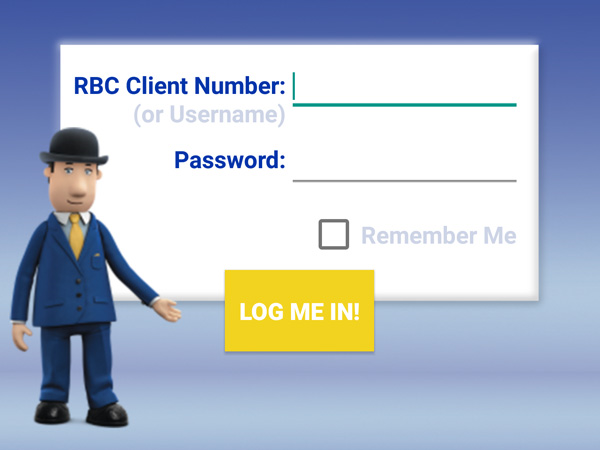 RBC Client Number:
(or Username)
Password:
Remember Me
LOG ME IN!